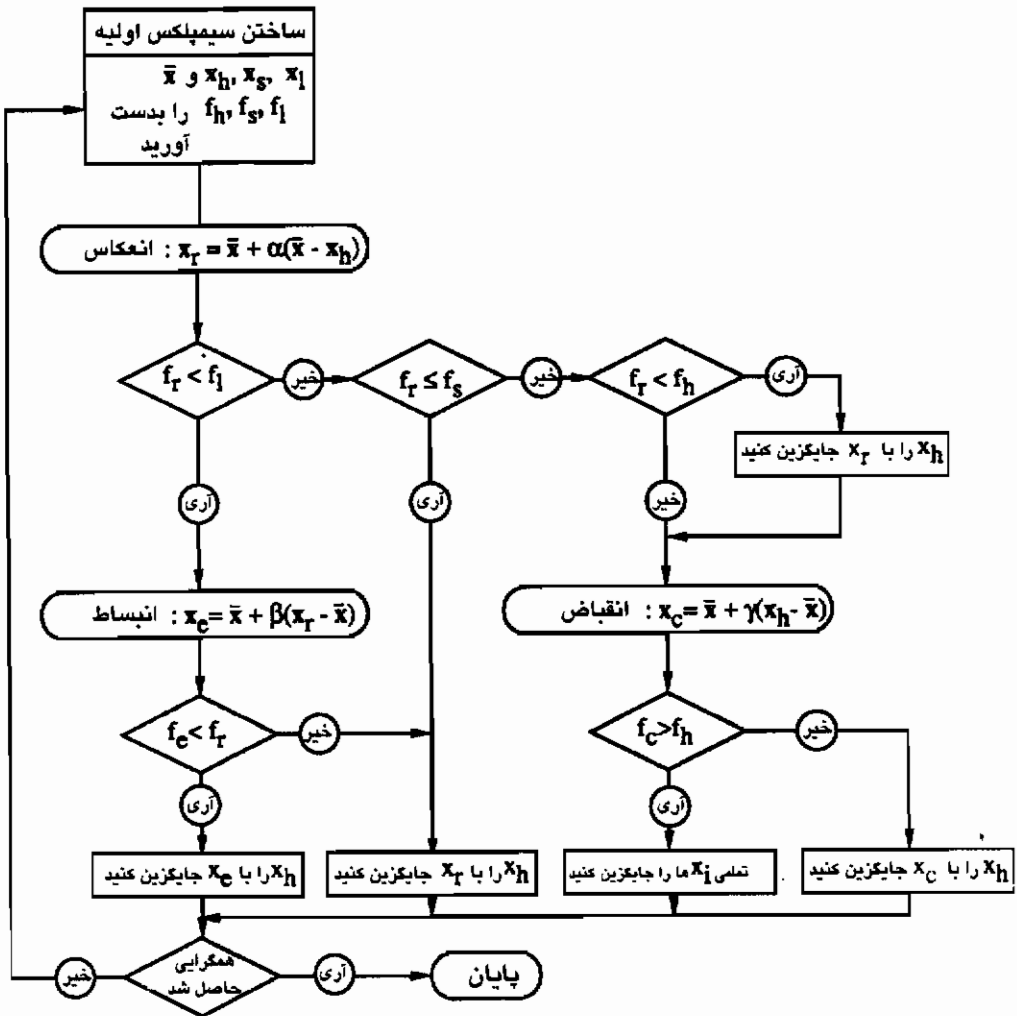 ساختن سیمپلکس اولیه
x̄ و x_h, x_s, x_l
f_h, f_s, f_l را بدست
آورید
انعکاس : x_r = x̄ + α(x̄ - x_h)
f_r < f_l
خیر
f_r ≤ f_s
خیر
f_r < f_h
آری
x_h را با x_r جایگزین کنید
آری
آری
خیر
انبساط : x_e = x̄ + β(x_r - x̄)
انقباض : x_c = x̄ + γ(x_h - x̄)
f_e < f_r
خیر
f_c > f_h
خیر
آری
آری
x_h را با x_e جایگزین کنید
x_h را با x_r جایگزین کنید
تمامی x_i ها را جایگزین کنید
x_h را با x_c جایگزین کنید
همگرایی
حاصل شد
خیر
آری
پایان